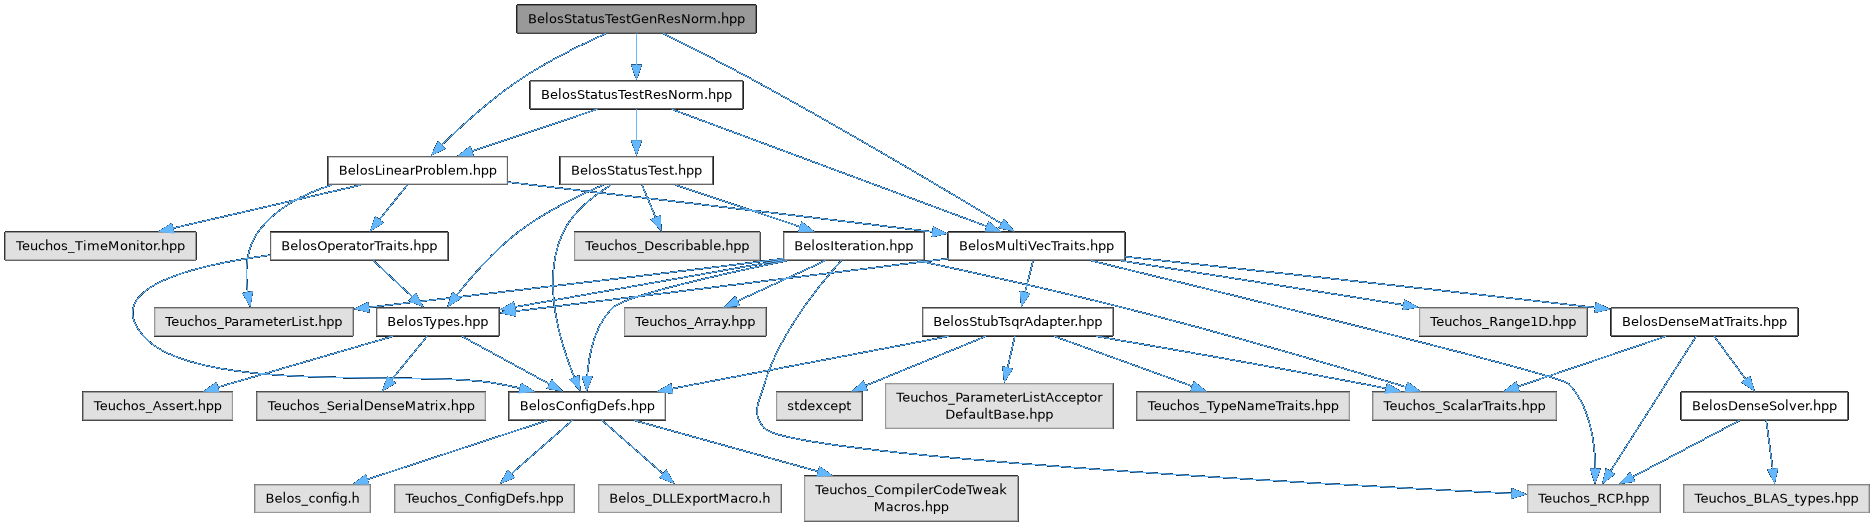 BelosStatusTestGenResNorm.hpp
BelosStatusTestResNorm.hpp
BelosLinearProblem.hpp
BelosStatusTest.hpp
Teuchos_TimeMonitor.hpp
BelosOperatorTraits.hpp
Teuchos_Describable.hpp
BelosIteration.hpp
BelosMultiVecTraits.hpp
Teuchos_ParameterList.hpp
BelosTypes.hpp
Teuchos_Array.hpp
BelosStubTsqrAdapter.hpp
Teuchos_Range1D.hpp
BelosDenseMatTraits.hpp
Teuchos_Assert.hpp
Teuchos_SerialDenseMatrix.hpp
BelosConfigDefs.hpp
stdexcept
Teuchos_ParameterListAcceptor
DefaultBase.hpp
Teuchos_TypeNameTraits.hpp
Teuchos_ScalarTraits.hpp
BelosDenseSolver.hpp
Belos_config.h
Teuchos_ConfigDefs.hpp
Belos_DLLExportMacro.h
Teuchos_CompilerCodeTweak
Macros.hpp
Teuchos_RCP.hpp
Teuchos_BLAS_types.hpp